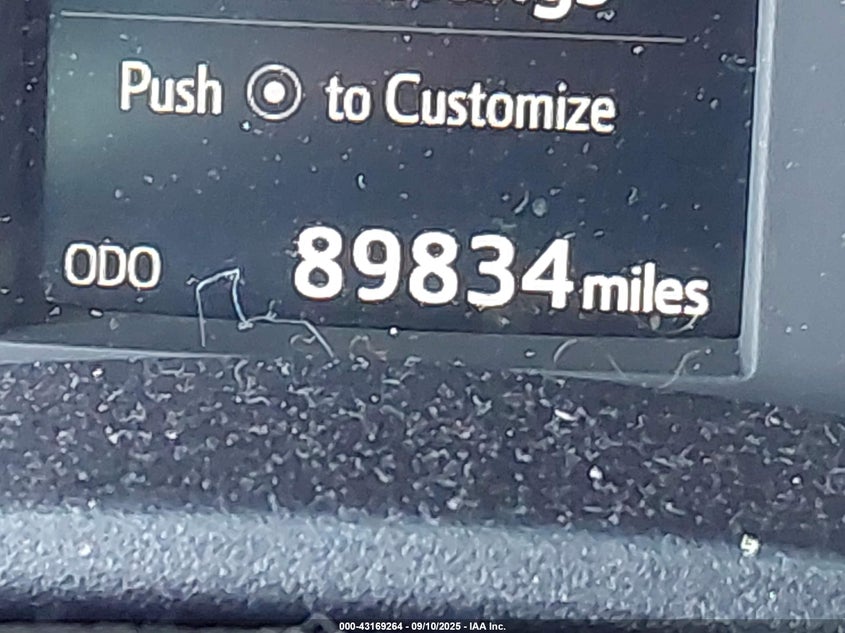 Push to Customize
ODO 89834 miles
000-43169264 - 09/10/2025 - IAA Inc.